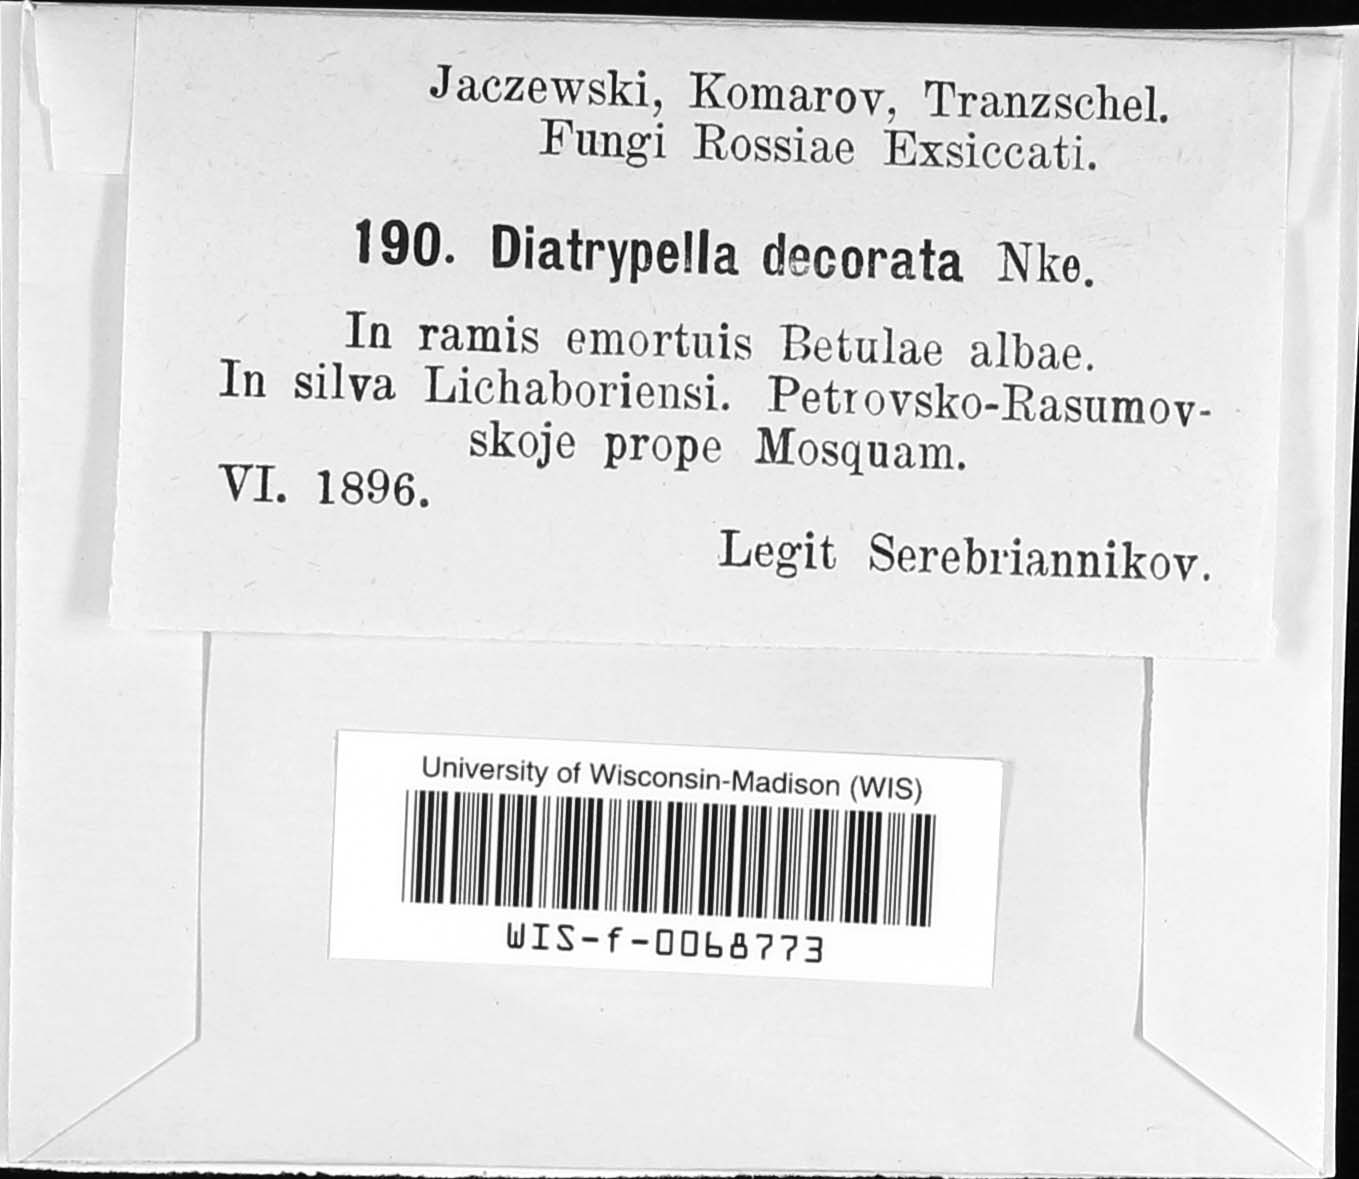 Jaczewski, Komarov, Tranzschel.
Fungi Rossiae Exsiccati.
190. Diatrypella decorata Nke.
In ramis emortuis Betulae albae.
In silva Lichaboriensi. Petrovsko-Rasumov-
skoje prope Mosquam.
VI. 1896.
Legit Serebriannikov.
University of Wisconsin-Madison (WIS)
WIS-f-0068773